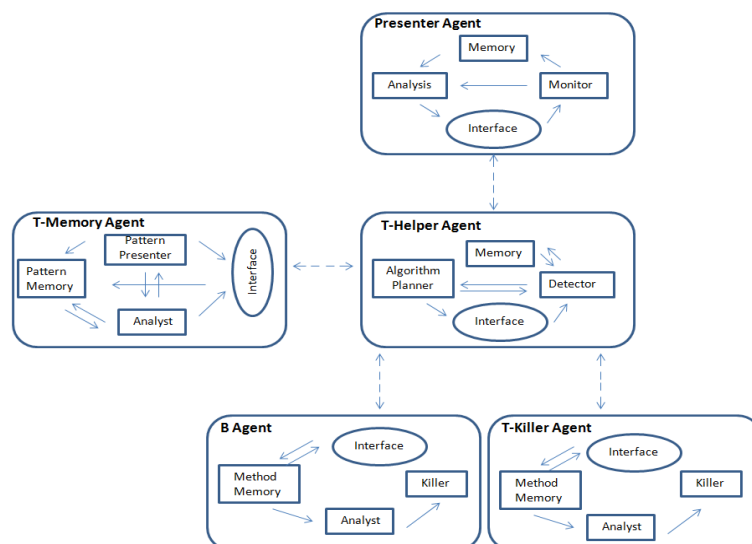 Presenter Agent
Memory
Analysis
Monitor
Interface
T-Memory Agent
Pattern
Presenter
Pattern
Memory
Interface
Analyst
T-Helper Agent
Memory
Algorithm
Planner
Detector
Interface
B Agent
Interface
Method
Memory
Killer
Analyst
T-Killer Agent
Interface
Method
Memory
Killer
Analyst